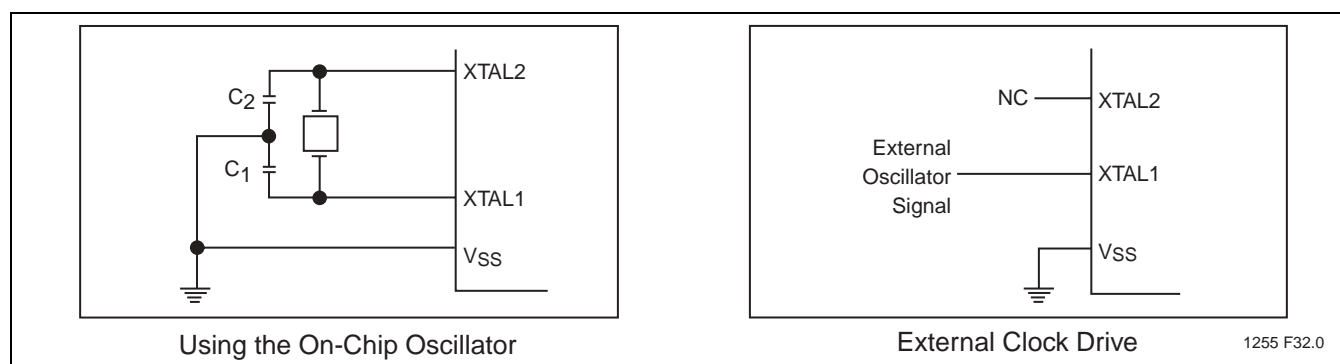 XTAL2
C2
C1
XTAL1
VSS
Using the On-Chip Oscillator
NC
XTAL2
External
Oscillator
Signal
XTAL1
VSS
External Clock Drive
1255 F32.0